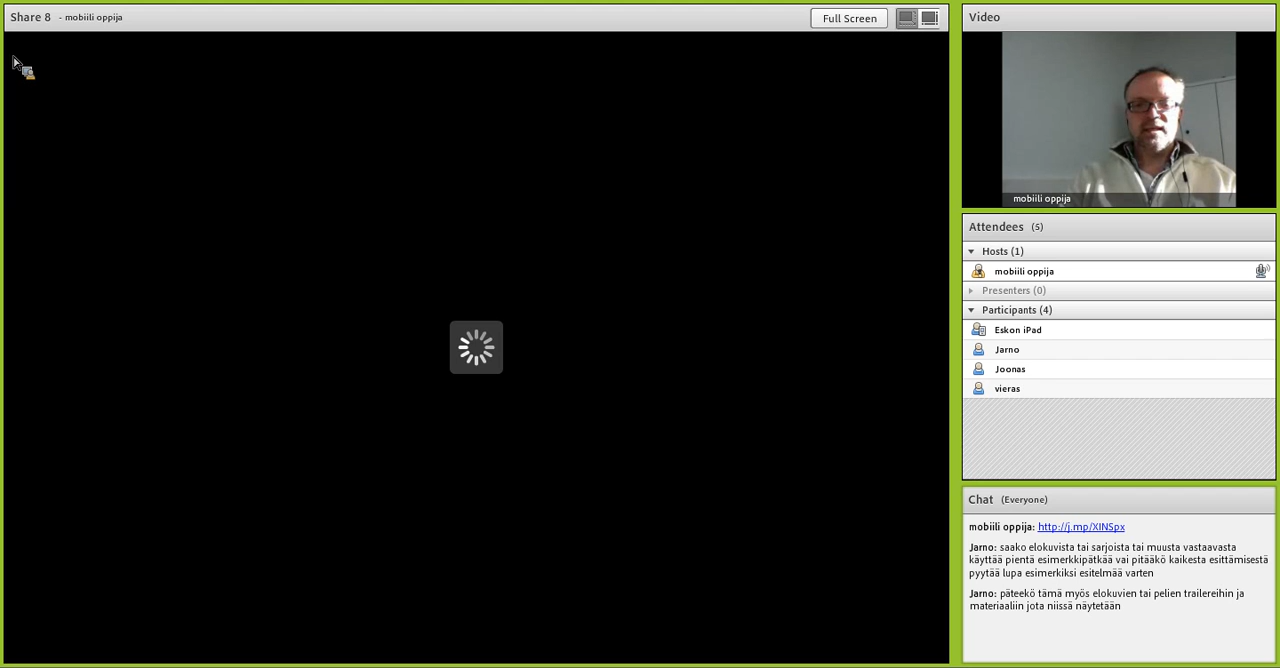 Share 8 - mobiili oppija
Full Screen
Video
mobiili oppija
Attendees (5)
Hosts (1)
mobiili oppija
Presenters (0)
Participants (4)
Eskon iPad
Jarno
Joonas
vieras
Chat (Everyone)
mobiili oppija: http://j.mp/XINSpx
Jarno: saako elokuvista tai sarjoista tai muusta vastaavasta
käyttää pientä esimerkkipätkää vai pitääkö kaikesta esittämisestä
pyytää lupa esimerkiksi esitelmää varten
Jarno: päteekö tämä myös elokuvien tai pelien trailereihin ja
materiaaliin jota niissä näytetään